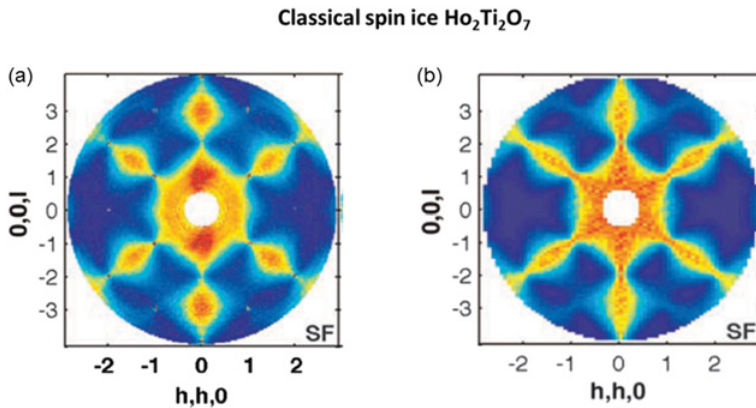 Classical spin ice Ho₂Ti₂O₇
(a)
0,0,l
3
2
1
0
-1
-2
-3
SF
-2 -1 0 1 2
h,h,0
(b)
0,0,l
3
2
1
0
-1
-2
-3
SF
-2 -1 0 1 2
h,h,0